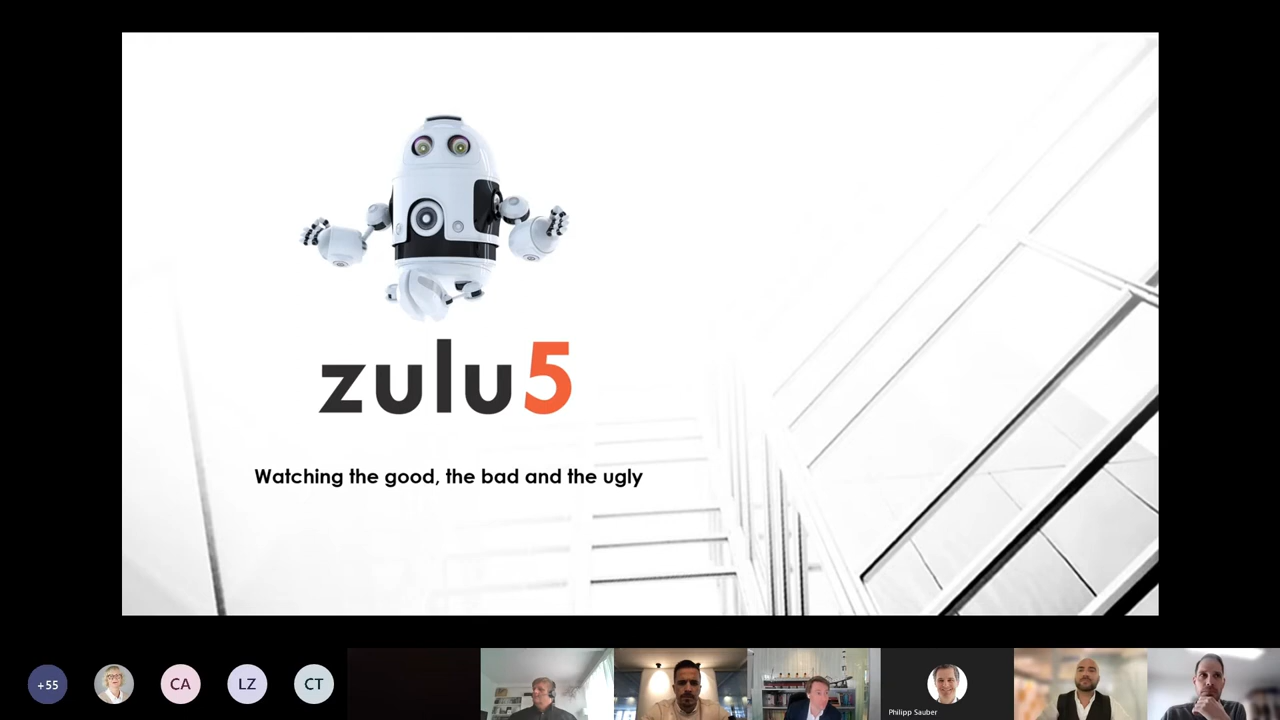 zulu5
Watching the good, the bad and the ugly
+55
CA
LZ
CT
Philipp Sauber